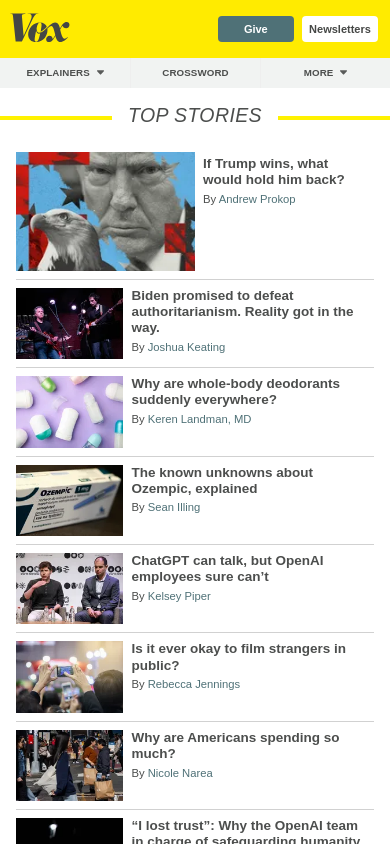 Vox
Give
Newsletters
EXPLAINERS
CROSSWORD
MORE
TOP STORIES
If Trump wins, what
would hold him back?
By Andrew Prokop
Biden promised to defeat
authoritarianism. Reality got in the
way.
By Joshua Keating
Why are whole-body deodorants
suddenly everywhere?
By Keren Landman, MD
OZEMPIC
The known unknowns about
Ozempic, explained
By Sean Illing
ChatGPT can talk, but OpenAI
employees sure can’t
By Kelsey Piper
Is it ever okay to film strangers in
public?
By Rebecca Jennings
Why are Americans spending so
much?
By Nicole Narea
“I lost trust”: Why the OpenAI team
in charge of safeguarding humanity